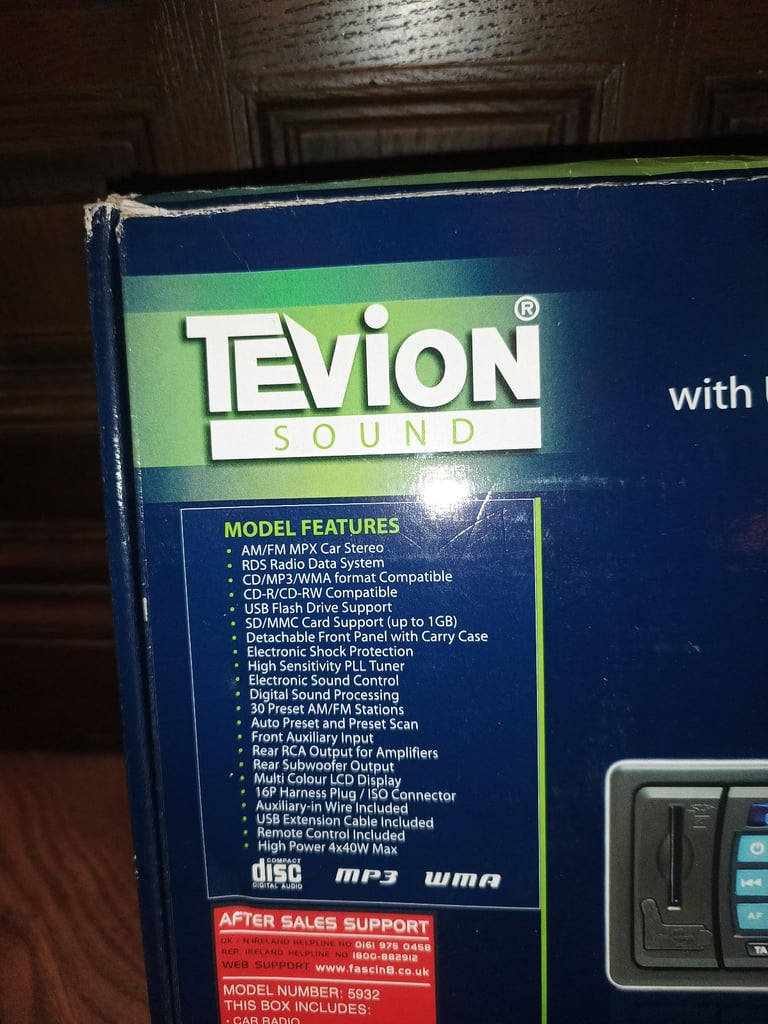 TEVION®
SOUND
with
MODEL FEATURES
• AM/FM MPX Car Stereo
• RDS Radio Data System
• CD/MP3/WMA format Compatible
• CD-R/CD-RW Compatible
• USB Flash Drive Support
• SD/MMC Card Support (up to 1GB)
• Detachable Front Panel with Carry Case
• Electronic Shock Protection
• High Sensitivity PLL Tuner
• Electronic Sound Control
• Digital Sound Processing
• 30 Preset AM/FM Stations
• Auto Preset and Preset Scan
• Front Auxiliary Input
• Rear RCA Output for Amplifiers
• Rear Subwoofer Output
• Multi Colour LCD Display
• 16P Harness Plug / ISO Connector
• Auxiliary-in Wire Included
• USB Extension Cable Included
• Remote Control Included
• High Power 4x40W Max
COMPACT
disc
DIGITAL AUDIO
MP3
WMA
AFTER SALES SUPPORT
UK / N.IRELAND HELPLINE NO 0161 975 0458
REP. IRELAND HELPLINE NO 1800-882912
WEB SUPPORT www.fascin8.co.uk
MODEL NUMBER: 5932
THIS BOX INCLUDES:
• CAR RADIO
AF
TA